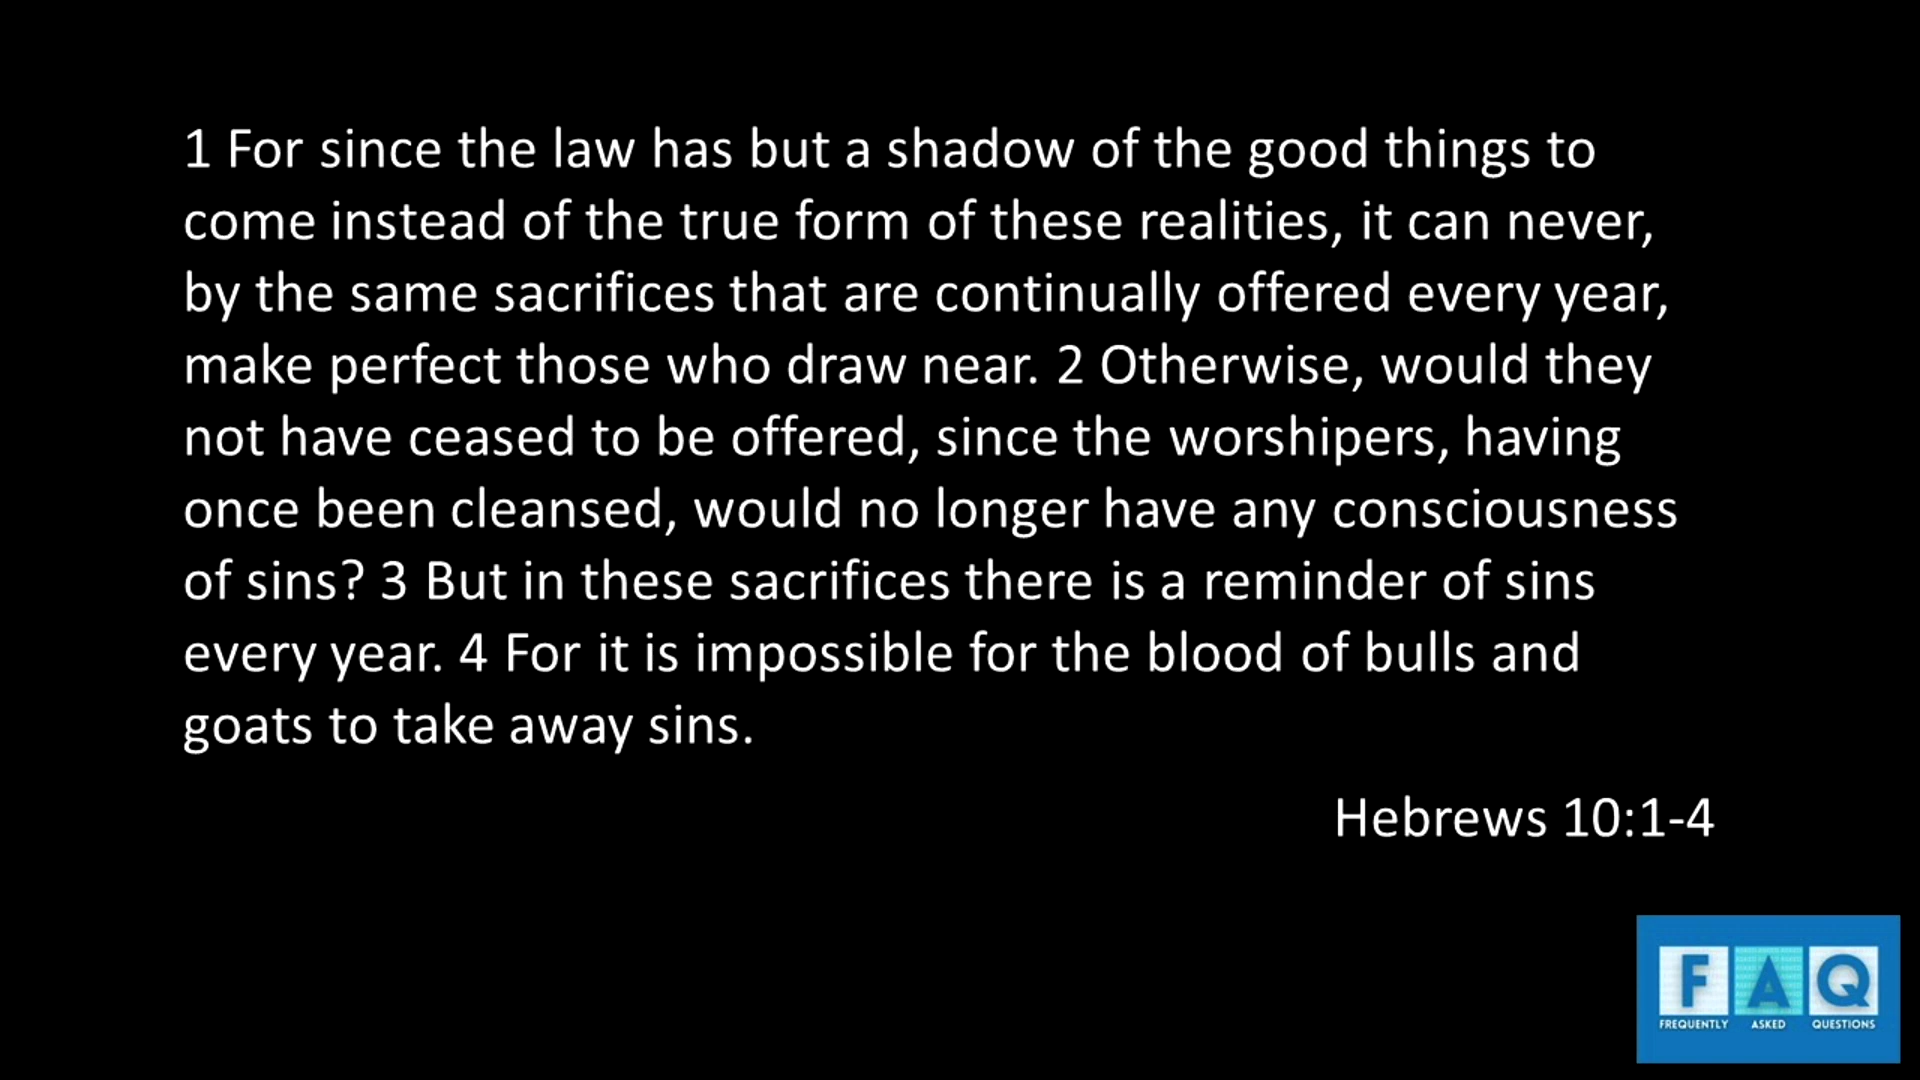 1 For since the law has but a shadow of the good things to
come instead of the true form of these realities, it can never,
by the same sacrifices that are continually offered every year,
make perfect those who draw near. 2 Otherwise, would they
not have ceased to be offered, since the worshipers, having
once been cleansed, would no longer have any consciousness
of sins? 3 But in these sacrifices there is a reminder of sins
every year. 4 For it is impossible for the blood of bulls and
goats to take away sins.
Hebrews 10:1-4
F A Q
FREQUENTLY ASKED QUESTIONS